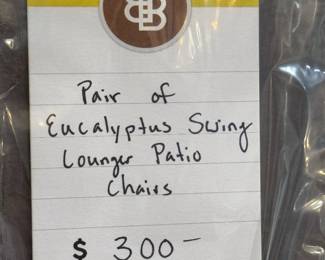 Pair of
Eucalyptus Swing
Lounger Patio
Chairs
$ 300-